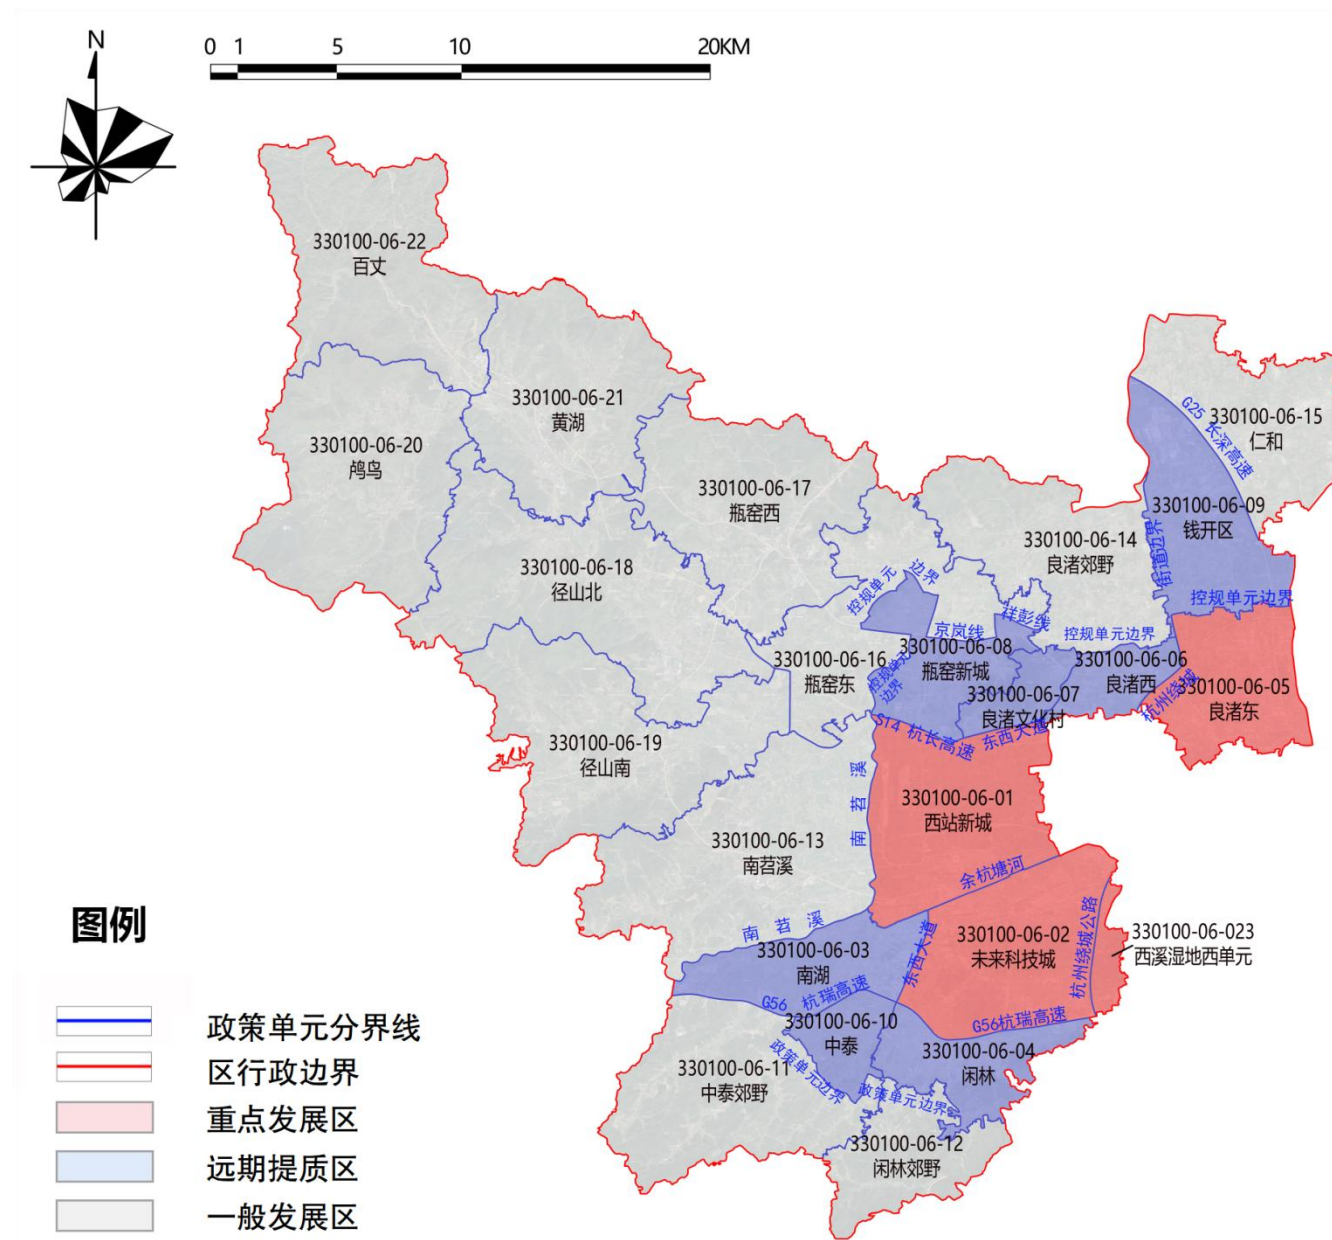 N
0 1 5 10 20KM
330100-06-22
百丈
330100-06-21
黄湖
330100-06-20
鸬鸟
330100-06-15
仁和
G25 长深高速
330100-06-17
瓶窑西
330100-06-09
钱开区
街道边界
330100-06-14
良渚郊野
330100-06-18
径山北
控规单元 边界
控规单元边界
祥彭线
京岚线
控规单元边界
330100-06-08
瓶窑新城
330100-06-16
瓶窑东
控规单元
边界
330100-06-06
良渚西
330100-06-07
良渚文化村
杭州绕城
330100-06-05
良渚东
S14 杭长高速
东西大道
330100-06-19
径山南
南苕溪
330100-06-01
西站新城
330100-06-13
南苕溪
余杭塘河
南苕溪
330100-06-03
南湖
东西大道
330100-06-02
未来科技城
杭州绕城公路
330100-06-023
西溪湿地西单元
G56 杭瑞高速
330100-06-10
中泰
G56杭瑞高速
330100-06-04
闲林
政策单元边界
330100-06-11
中泰郊野
政策单元边界
330100-06-12
闲林郊野
图例
政策单元分界线
区行政边界
重点发展区
远期提质区
一般发展区